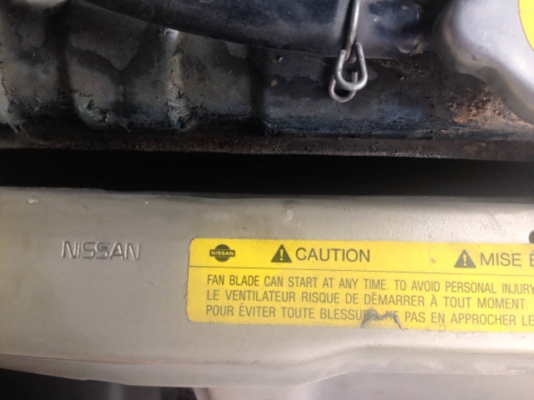 NISSAN
NISSAN CAUTION MISE
FAN BLADE CAN START AT ANY TIME. TO AVOID PERSONAL INJURY
LE VENTILATEUR RISQUE DE DÉMARRER À TOUT MOMENT.
POUR ÉVITER TOUTE PAS EN APPROCHER